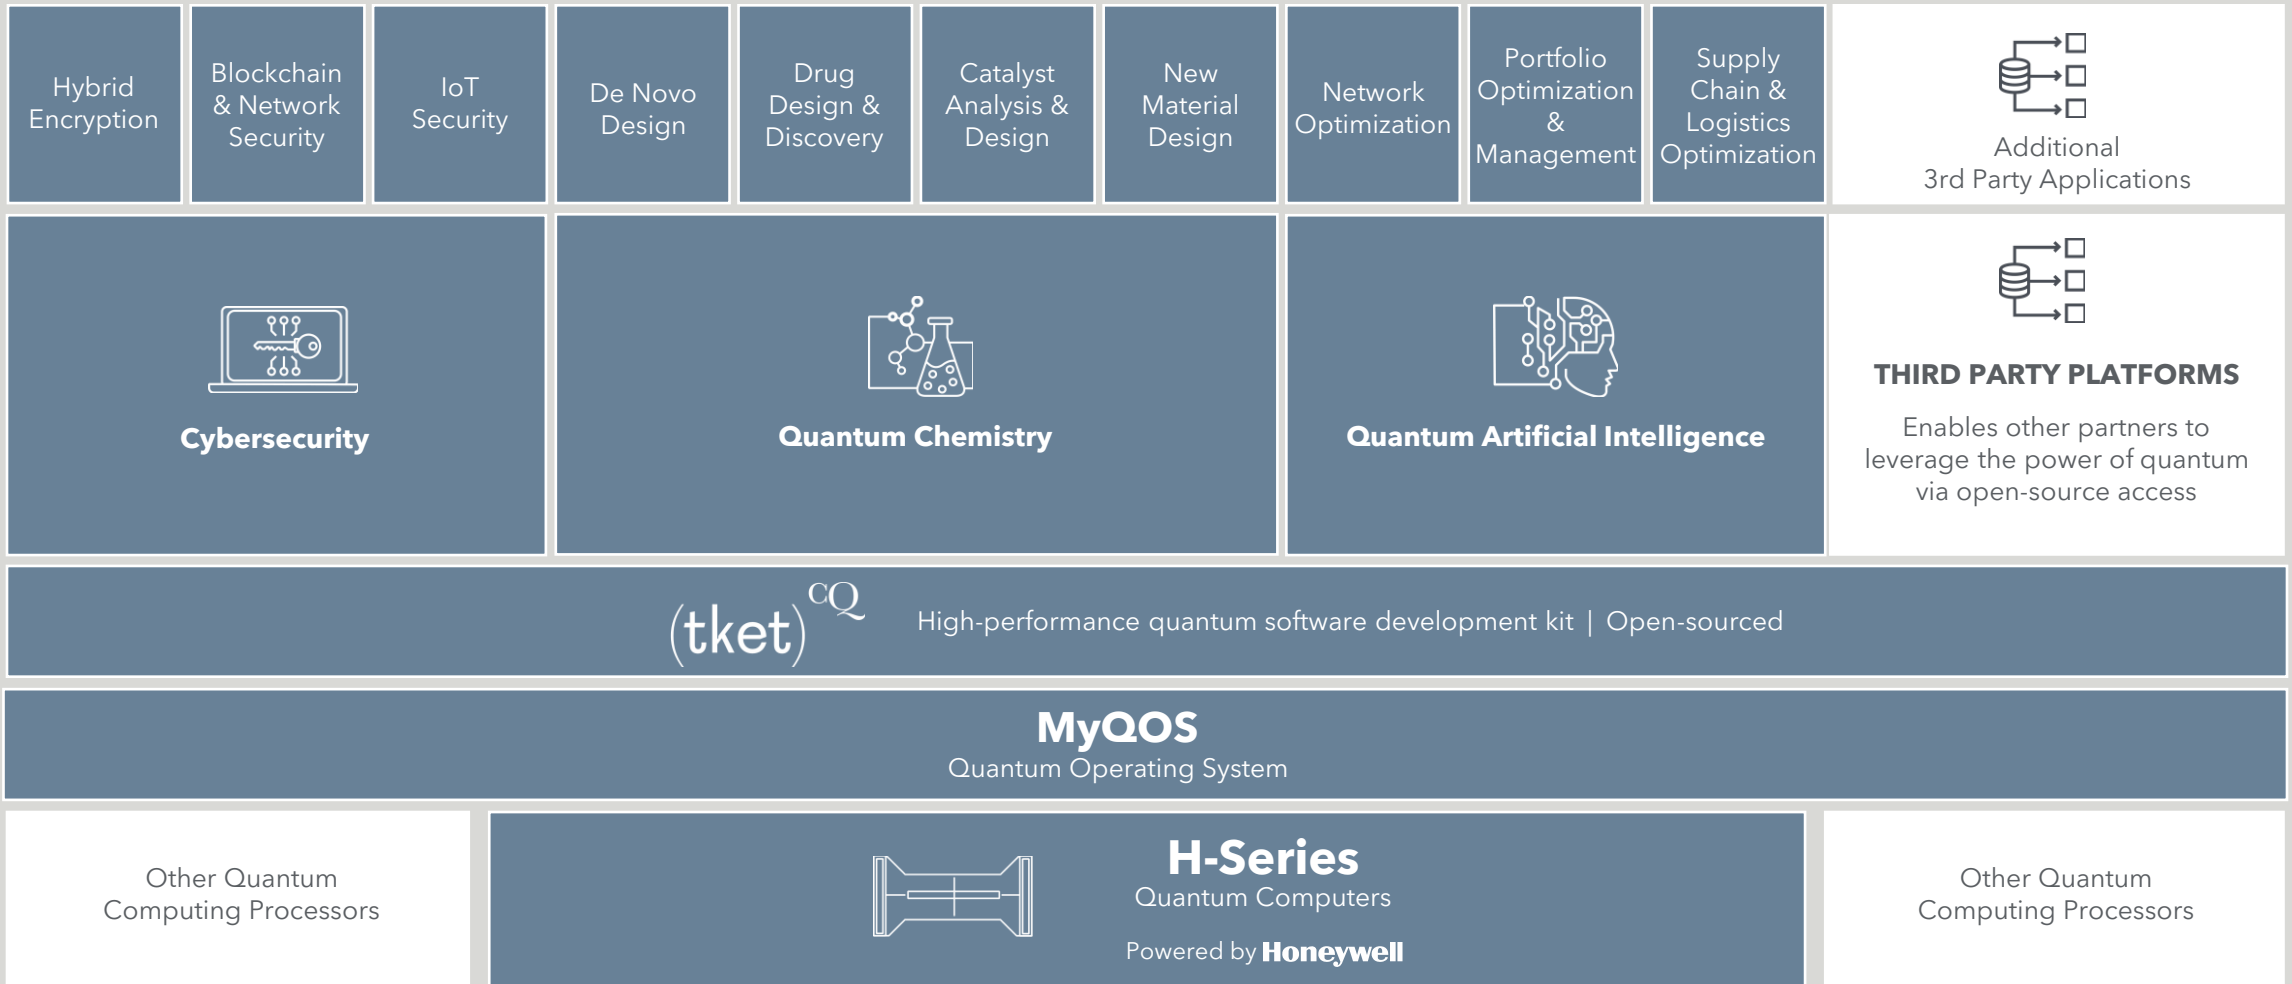 Hybrid
Encryption
Blockchain
& Network
Security
IoT
Security
De Novo
Design
Drug
Design &
Discovery
Catalyst
Analysis &
Design
New
Material
Design
Network
Optimization
Portfolio
Optimization
&
Management
Supply
Chain &
Logistics
Optimization
Additional
3rd Party Applications
Cybersecurity
Quantum Chemistry
Quantum Artificial Intelligence
THIRD PARTY PLATFORMS
Enables other partners to
leverage the power of quantum
via open-source access
(tket)CQ
High-performance quantum software development kit | Open-sourced
MyQOS
Quantum Operating System
Other Quantum
Computing Processors
H-Series
Quantum Computers
Powered by Honeywell
Other Quantum
Computing Processors